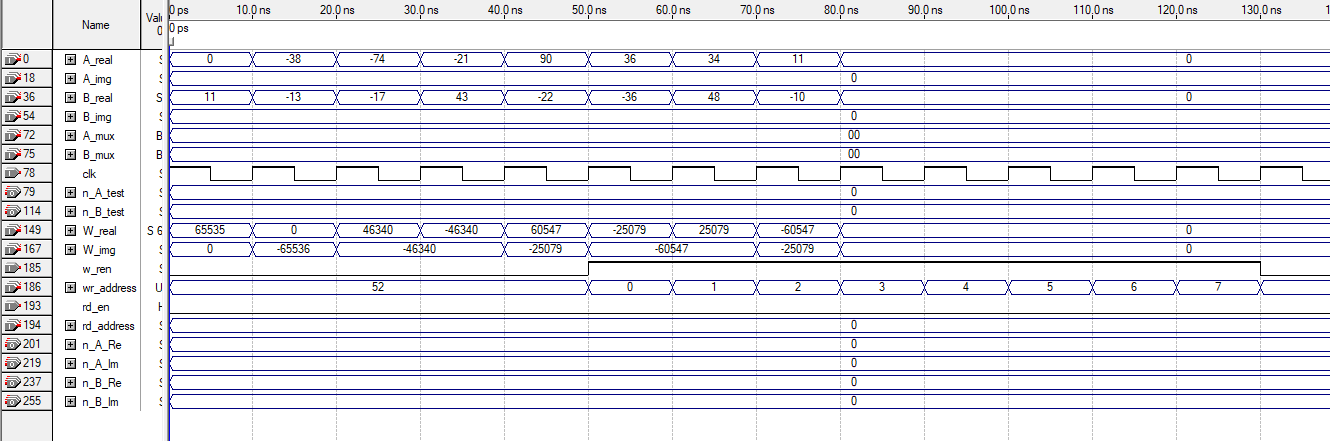 Name Valu 0 ps 10.0 ns 20.0 ns 30.0 ns 40.0 ns 50.0 ns 60.0 ns 70.0 ns 80.0 ns 90.0 ns 100.0 ns 110.0 ns 120.0 ns 130.0 ns
0 0 ps
0 A_real S 0 -38 -74 -21 90 36 34 11 0
18 A_img S 0
36 B_real S 11 -13 -17 43 -22 -36 48 -10 0
54 B_img S 0
72 A_mux B 00
75 B_mux B 00
78 clk S
79 n_A_test S 0
114 n_B_test S 0
149 W_real S 6 65535 0 46340 -46340 60547 -25079 25079 -60547 0
167 W_img S 0 -65536 -46340 -25079 -60547 -25079 0
185 w_ren S
186 wr_address U 52 0 1 2 3 4 5 6 7
193 rd_en H
194 rd_address S 0
201 n_A_Re S 0
219 n_A_Im S 0
237 n_B_Re S 0
255 n_B_Im S 0